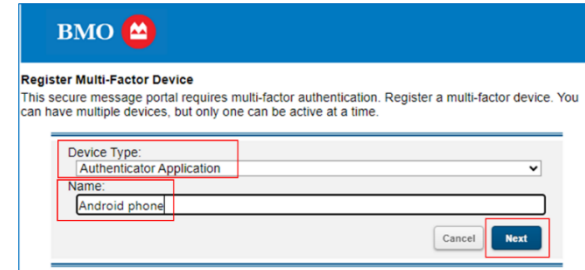 BMO
Register Multi-Factor Device
This secure message portal requires multi-factor authentication. Register a multi-factor device. You
can have multiple devices, but only one can be active at a time.
Device Type:
Authenticator Application
Name:
Android phone
Cancel Next